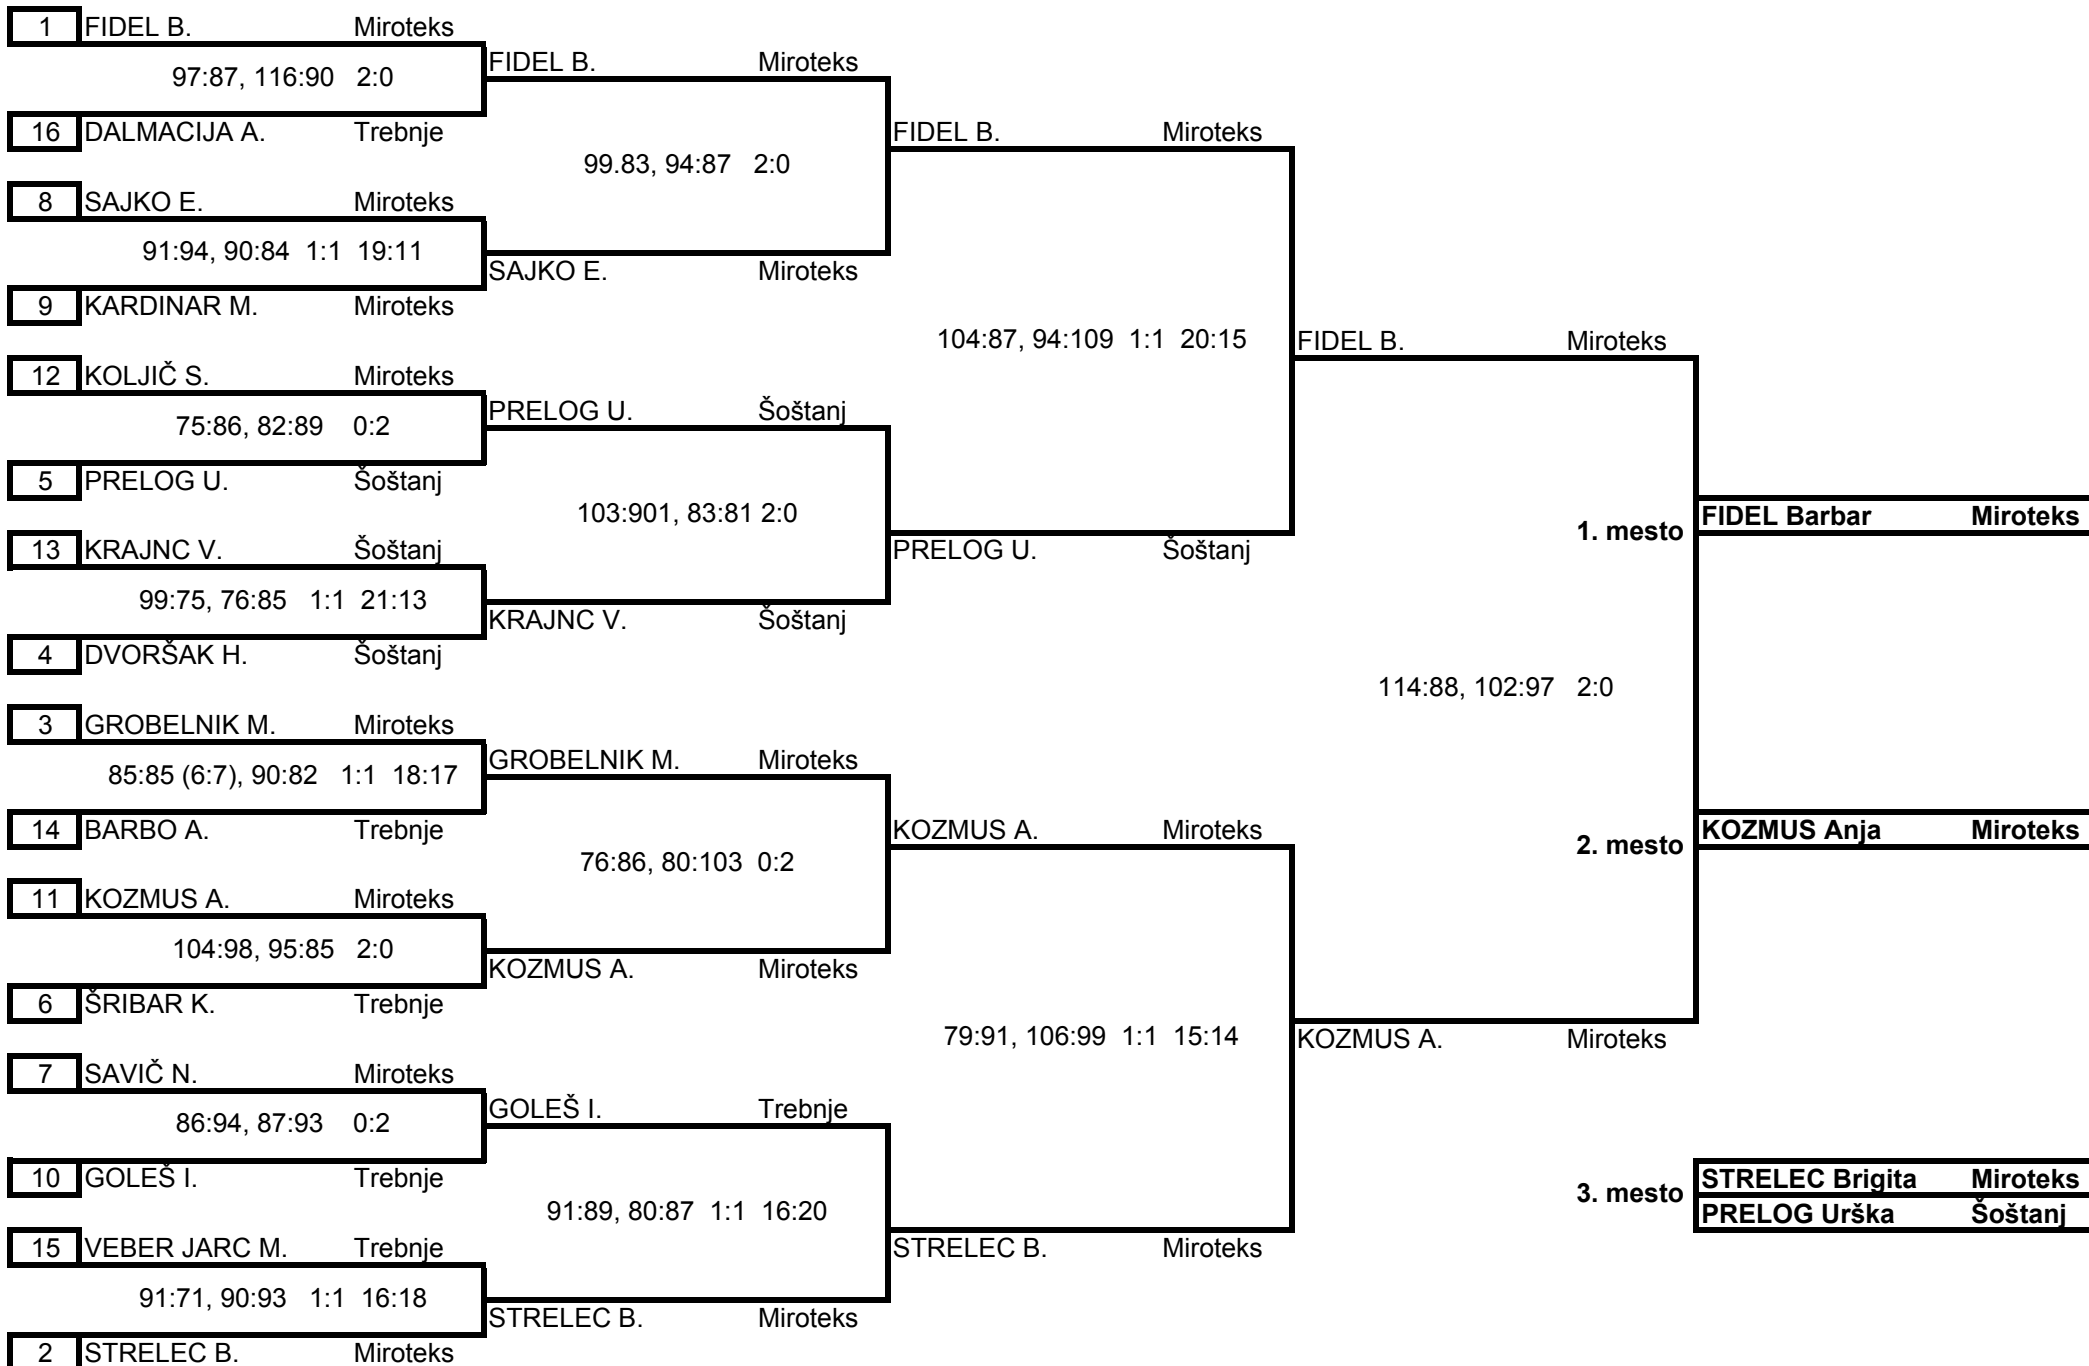 1 FIDEL B. Miroteks
FIDEL B. Miroteks
97:87, 116:90 2:0
16 DALMACIJA A. Trebnje
FIDEL B. Miroteks
99.83, 94:87 2:0
8 SAJKO E. Miroteks
91:94, 90:84 1:1 19:11
SAJKO E. Miroteks
9 KARDINAR M. Miroteks
104:87, 94:109 1:1 20:15
FIDEL B. Miroteks
12 KOLJIČ S. Miroteks
PRELOG U. Šoštanj
75:86, 82:89 0:2
5 PRELOG U. Šoštanj
103:901, 83:81 2:0
FIDEL Barbar Miroteks
1. mesto
13 KRAJNC V. Šoštanj
PRELOG U. Šoštanj
99:75, 76:85 1:1 21:13
KRAJNC V. Šoštanj
4 DVORŠAK H. Šoštanj
114:88, 102:97 2:0
3 GROBELNIK M. Miroteks
GROBELNIK M. Miroteks
85:85 (6:7), 90:82 1:1 18:17
14 BARBO A. Trebnje
KOZMUS A. Miroteks
KOZMUS Anja Miroteks
2. mesto
76:86, 80:103 0:2
11 KOZMUS A. Miroteks
104:98, 95:85 2:0
KOZMUS A. Miroteks
6 ŠRIBAR K. Trebnje
79:91, 106:99 1:1 15:14
KOZMUS A. Miroteks
7 SAVIČ N. Miroteks
GOLEŠ I. Trebnje
86:94, 87:93 0:2
10 GOLEŠ I. Trebnje
STRELEC Brigita Miroteks
3. mesto
91:89, 80:87 1:1 16:20
PRELOG Urška Šoštanj
15 VEBER JARC M. Trebnje
STRELEC B. Miroteks
91:71, 90:93 1:1 16:18
STRELEC B. Miroteks
2 STRELEC B. Miroteks